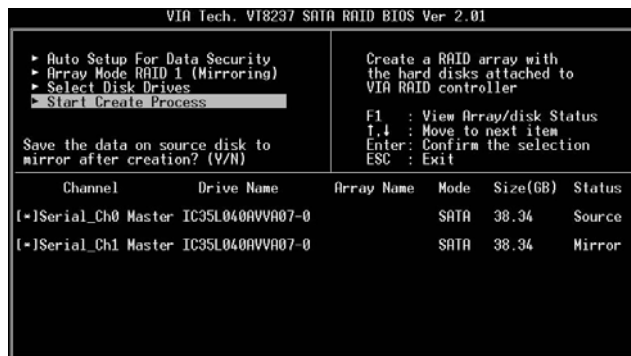 VIA Tech. VT8237 SATA RAID BIOS Ver 2.01
► Auto Setup For Data Security
► Array Mode RAID 1 (Mirroring)
► Select Disk Drives
► Start Create Process
Save the data on source disk to
mirror after creation? (Y/N)
Create a RAID array with
the hard disks attached to
VIA RAID controller
F1 : View Array/disk Status
↑,↓ : Move to next item
Enter: Confirm the selection
ESC : Exit
Channel Drive Name Array Name Mode Size(GB) Status
[*]Serial_Ch0 Master IC35L040AVVA07-0 SATA 38.34 Source
[*]Serial_Ch1 Master IC35L040AVVA07-0 SATA 38.34 Mirror